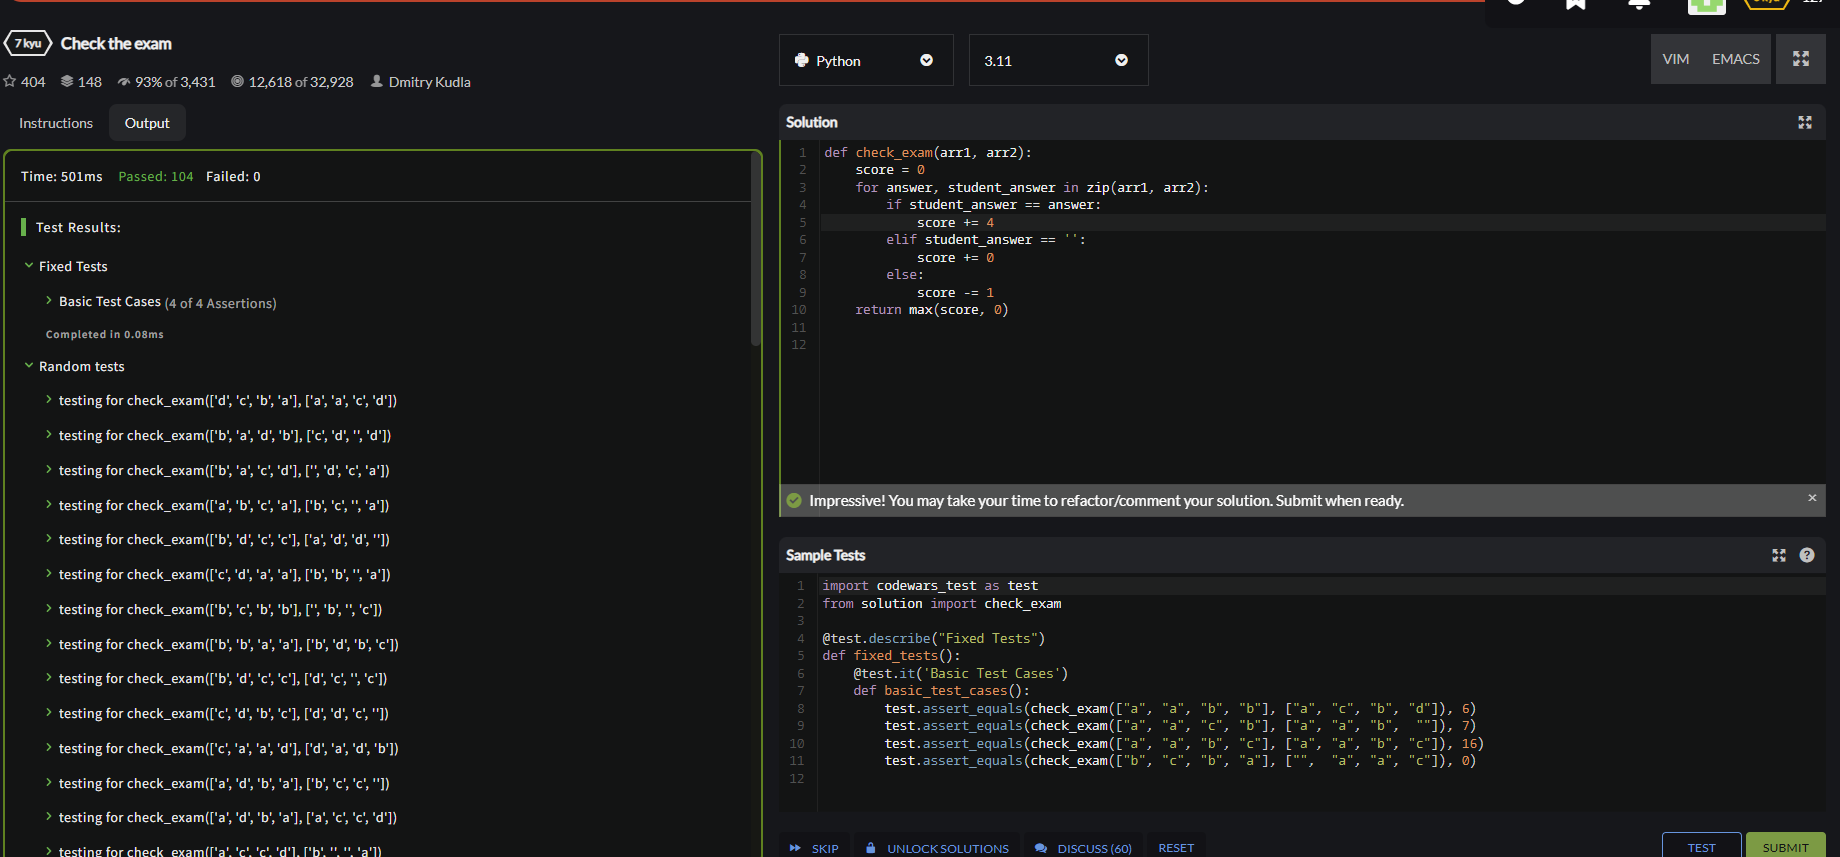 7 kyu Check the exam
404 148 93% of 3,431 12,618 of 32,928 Dmitry Kudla
Instructions Output
Time: 501ms Passed: 104 Failed: 0
Test Results:
Fixed Tests
Basic Test Cases (4 of 4 Assertions)
Completed in 0.08ms
Random tests
testing for check_exam(['d', 'c', 'b', 'a'], ['a', 'a', 'c', 'd'])
testing for check_exam(['b', 'a', 'd', 'b'], ['c', 'd', '', 'd'])
testing for check_exam(['b', 'a', 'c', 'd'], ['', 'd', 'c', 'a'])
testing for check_exam(['a', 'b', 'c', 'a'], ['b', 'c', '', 'a'])
testing for check_exam(['b', 'd', 'c', 'c'], ['a', 'd', 'd', ''])
testing for check_exam(['c', 'd', 'a', 'a'], ['b', 'b', '', 'a'])
testing for check_exam(['b', 'c', 'b', 'b'], ['', 'b', '', 'c'])
testing for check_exam(['b', 'b', 'a', 'a'], ['b', 'd', 'b', 'c'])
testing for check_exam(['b', 'd', 'c', 'c'], ['d', 'c', '', 'c'])
testing for check_exam(['c', 'd', 'b', 'c'], ['d', 'd', 'c', ''])
testing for check_exam(['c', 'a', 'a', 'd'], ['d', 'a', 'd', 'b'])
testing for check_exam(['a', 'd', 'b', 'a'], ['b', 'c', 'c', ''])
testing for check_exam(['a', 'd', 'b', 'a'], ['a', 'c', 'c', 'd'])
testing for check_exam(['a', 'c', 'c', 'd'], ['b', '', '', 'a'])
Python 3.11 VIM EMACS
Solution
1 def check_exam(arr1, arr2):
2 score = 0
3 for answer, student_answer in zip(arr1, arr2):
4 if student_answer == answer:
5 score += 4
6 elif student_answer == '':
7 score += 0
8 else:
9 score -= 1
10 return max(score, 0)
11
12
Impressive! You may take your time to refactor/comment your solution. Submit when ready. ×
Sample Tests
1 import codewars_test as test
2 from solution import check_exam
3
4 @test.describe("Fixed Tests")
5 def fixed_tests():
6 @test.it('Basic Test Cases')
7 def basic_test_cases():
8 test.assert_equals(check_exam(["a", "a", "b", "b"], ["a", "c", "b", "d"]), 6)
9 test.assert_equals(check_exam(["a", "a", "c", "b"], ["a", "a", "b", ""]), 7)
10 test.assert_equals(check_exam(["a", "a", "b", "c"], ["a", "a", "b", "c"]), 16)
11 test.assert_equals(check_exam(["b", "c", "b", "a"], ["", "a", "a", "c"]), 0)
12
SKIP UNLOCK SOLUTIONS DISCUSS (60) RESET TEST SUBMIT